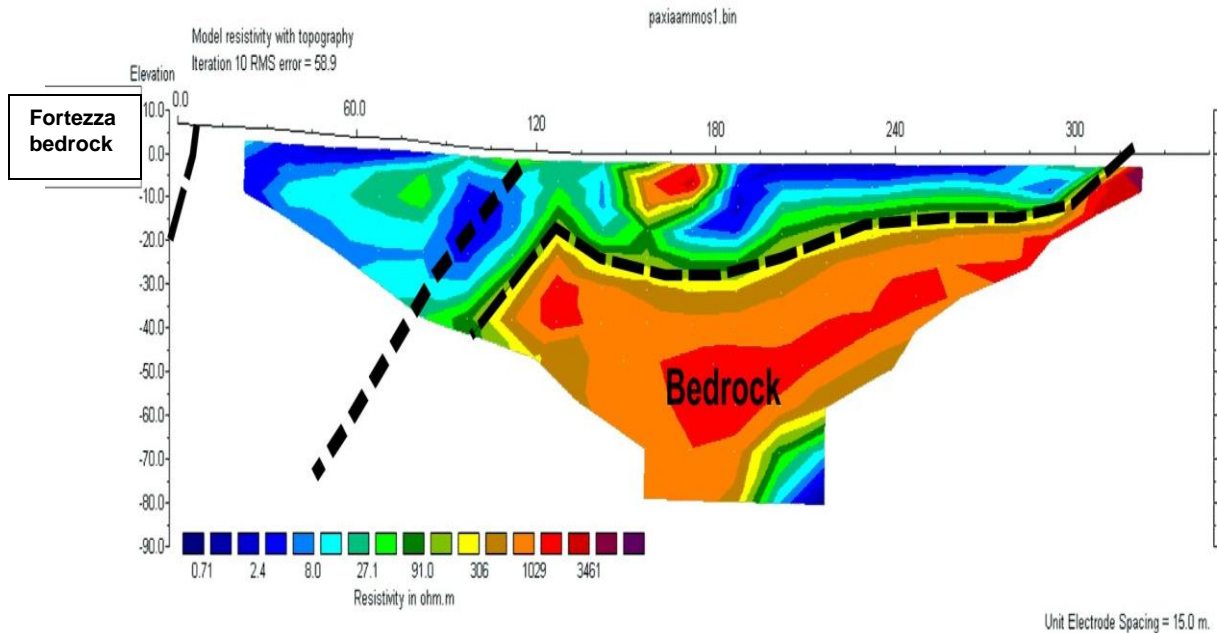 paxiaammos1.bin
Model resistivity with topography
Iteration 10 RMS error = 58.9
Elevation
Fortezza
bedrock
0.0
60.0
120
180
240
300
10.0
0.0
-10.0
-20.0
-30.0
-40.0
-50.0
-60.0
-70.0
-80.0
-90.0
Bedrock
0.71 2.4 8.0 27.1 91.0 306 1029 3461
Resistivity in ohm.m
Unit Electrode Spacing = 15.0 m.